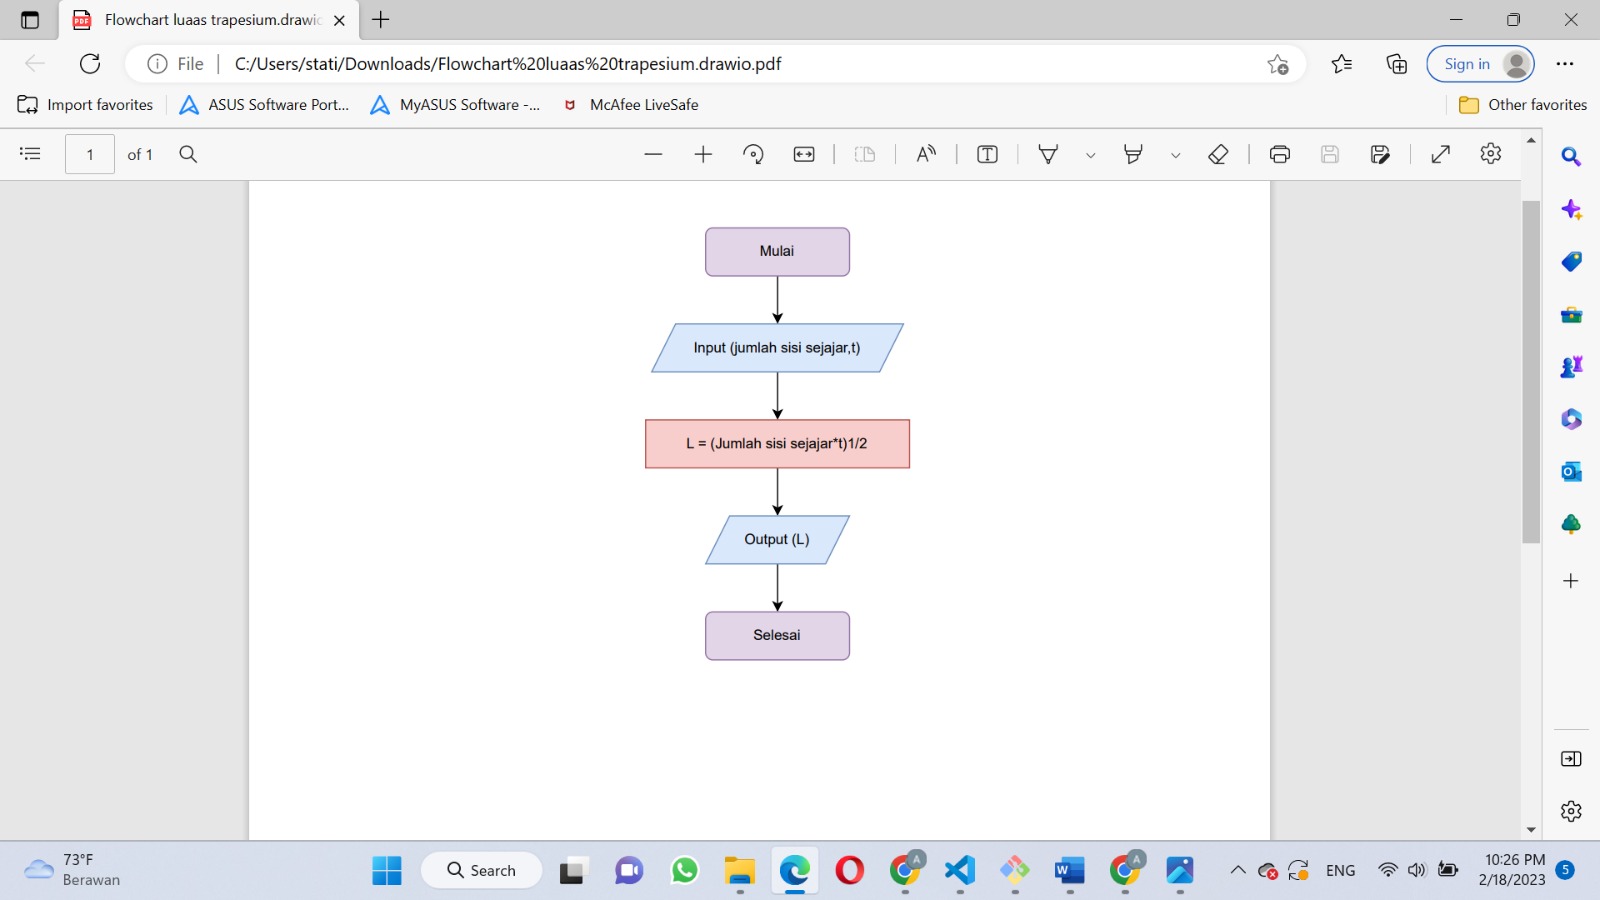 Flowchart luaas trapesium.drawio
File
C:/Users/stati/Downloads/Flowchart%20luaas%20trapesium.drawio.pdf
Sign in
Import favorites
ASUS Software Port...
MyASUS Software -...
McAfee LiveSafe
Other favorites
1
of 1
Mulai
Input (jumlah sisi sejajar,t)
L = (Jumlah sisi sejajar*t)1/2
Output (L)
Selesai
73°F
Berawan
Search
ENG
10:26 PM
2/18/2023
5